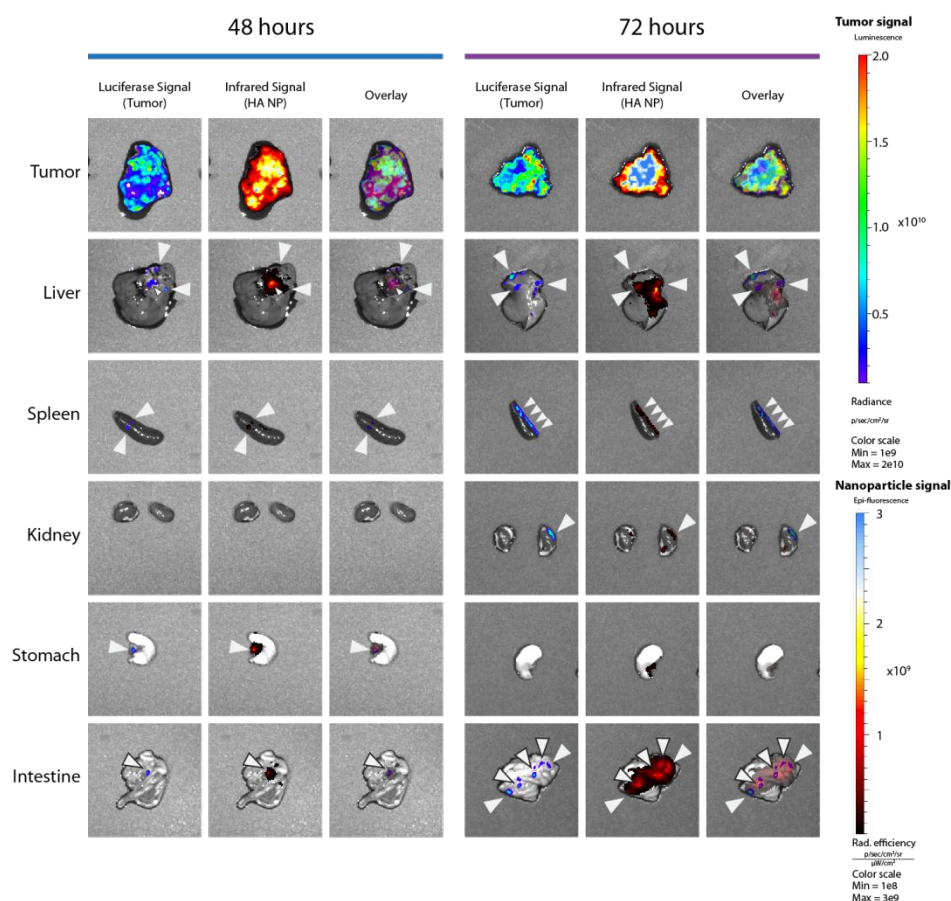 48 hours
72 hours
Luciferase Signal
(Tumor)
Infrared Signal
(HA NP)
Overlay
Luciferase Signal
(Tumor)
Infrared Signal
(HA NP)
Overlay
Tumor
Liver
Spleen
Kidney
Stomach
Intestine
Tumor signal
Luminescence
2.0
1.5
1.0
x10¹⁰
0.5
Radiance
p/sec/cm²/sr
Color scale
Min = 1e9
Max = 2e10
Nanoparticle signal
Epi-fluorescence
3
2
x10⁹
1
Rad. efficiency
p/sec/cm²/sr
µW/cm²
Color scale
Min = 1e8
Max = 3e9